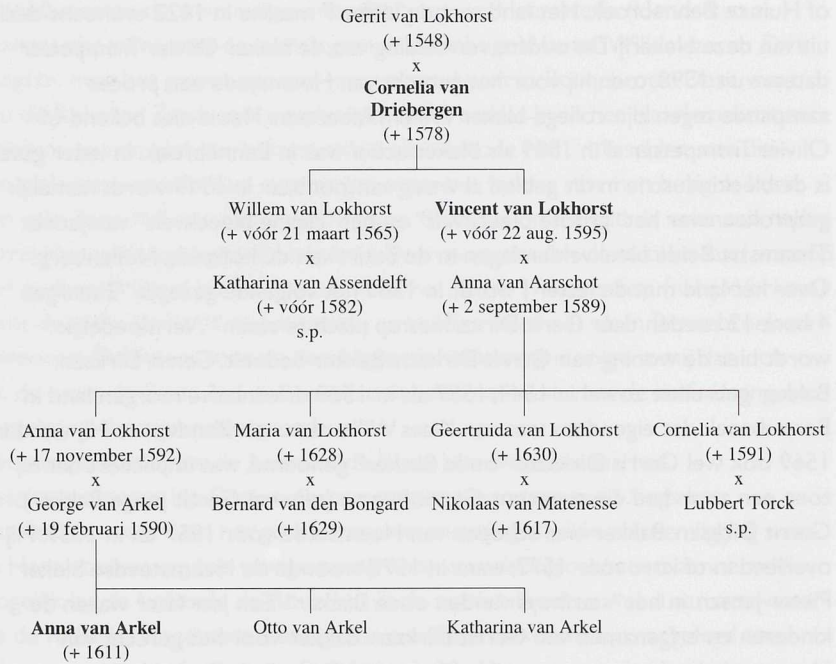 Gerrit van Lokhorst
(+ 1548)
x
Cornelia van
Driebergen
(+ 1578)
Willem van Lokhorst
(+ vóór 21 maart 1565)
x
Katharina van Assendelft
(+ vóór 1582)
s.p.
Vincent van Lokhorst
(+ vóór 22 aug. 1595)
x
Anna van Aarschot
(+ 2 september 1589)
Anna van Lokhorst
(+ 17 november 1592)
x
George van Arkel
(+ 19 februari 1590)
Maria van Lokhorst
(+ 1628)
x
Bernard van den Bongard
(+ 1629)
Geertruida van Lokhorst
(+ 1630)
x
Nikolaas van Matenesse
(+ 1617)
Cornelia van Lokhorst
(+ 1591)
x
Lubbert Torck
s.p.
Anna van Arkel
(+ 1611)
Otto van Arkel
Katharina van Arkel